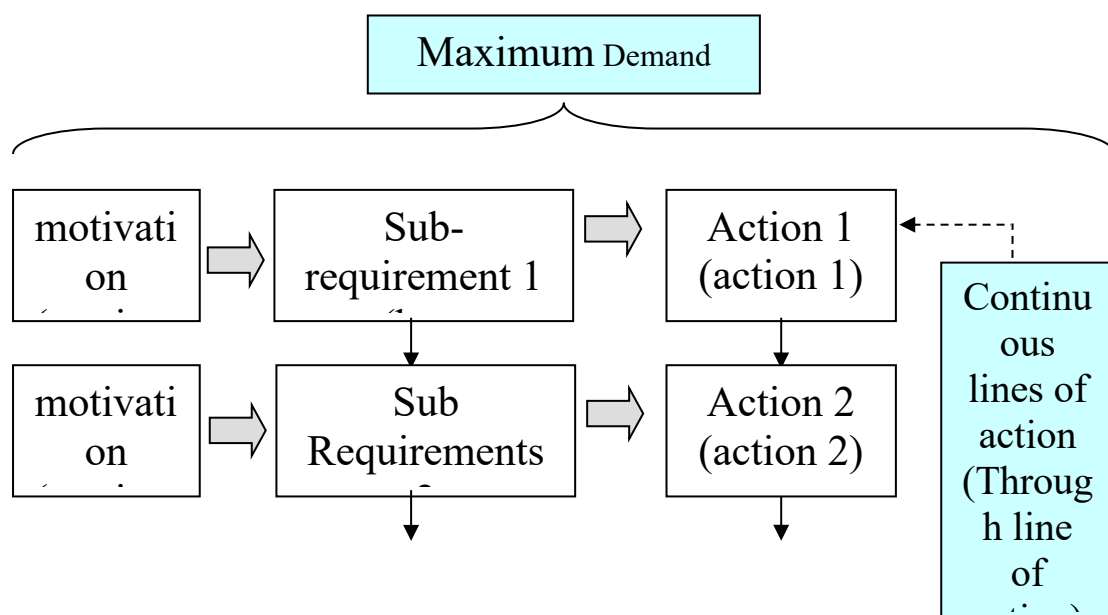 Maximum Demand
motivati
on
Sub-
requirement 1
Action 1
(action 1)
motivati
on
Sub
Requirements
Action 2
(action 2)
Continu
ous
lines of
action
(Throug
h line
of